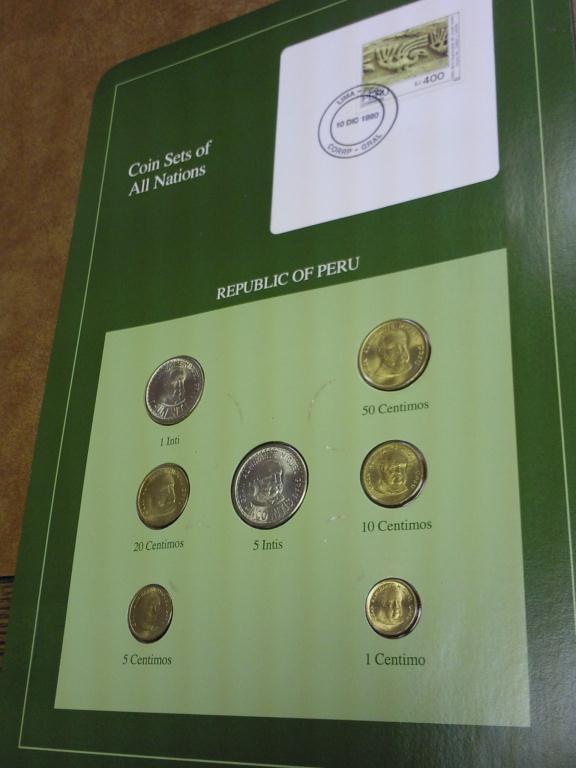 Coin Sets of
All Nations
I/.400
LIMA -
10 DIC 1990
CORRP - GRAL
REPUBLIC OF PERU
50 Centimos
1 Inti
10 Centimos
20 Centimos
5 Intis
5 Centimos
1 Centimo